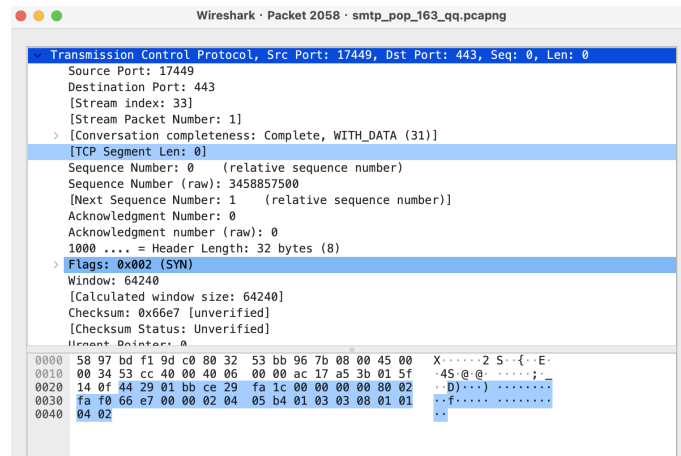 Wireshark · Packet 2058 · smtp_pop_163_qq.pcapng
Transmission Control Protocol, Src Port: 17449, Dst Port: 443, Seq: 0, Len: 0
Source Port: 17449
Destination Port: 443
[Stream index: 33]
[Stream Packet Number: 1]
[Conversation completeness: Complete, WITH_DATA (31)]
[TCP Segment Len: 0]
Sequence Number: 0    (relative sequence number)
Sequence Number (raw): 3458857500
[Next Sequence Number: 1    (relative sequence number)]
Acknowledgment Number: 0
Acknowledgment number (raw): 0
1000 .... = Header Length: 32 bytes (8)
Flags: 0x002 (SYN)
Window: 64240
[Calculated window size: 64240]
Checksum: 0x66e7 [unverified]
[Checksum Status: Unverified]
Urgent Pointer: 0
0000  58 97 bd f1 9d c0 80 32  53 bb 96 7b 08 00 45 00   X······2 S··{··E·
0010  00 34 53 cc 40 00 40 06  00 00 ac 17 a5 3b 01 5f   ·4S·@·@· ·····;·_
0020  14 0f 44 29 01 bb ce 29  fa 1c 00 00 00 00 80 02   ··D)···) ········
0030  fa f0 66 e7 00 00 02 04  05 b4 01 03 03 08 01 01   ··f····· ········
0040  04 02                                              ··